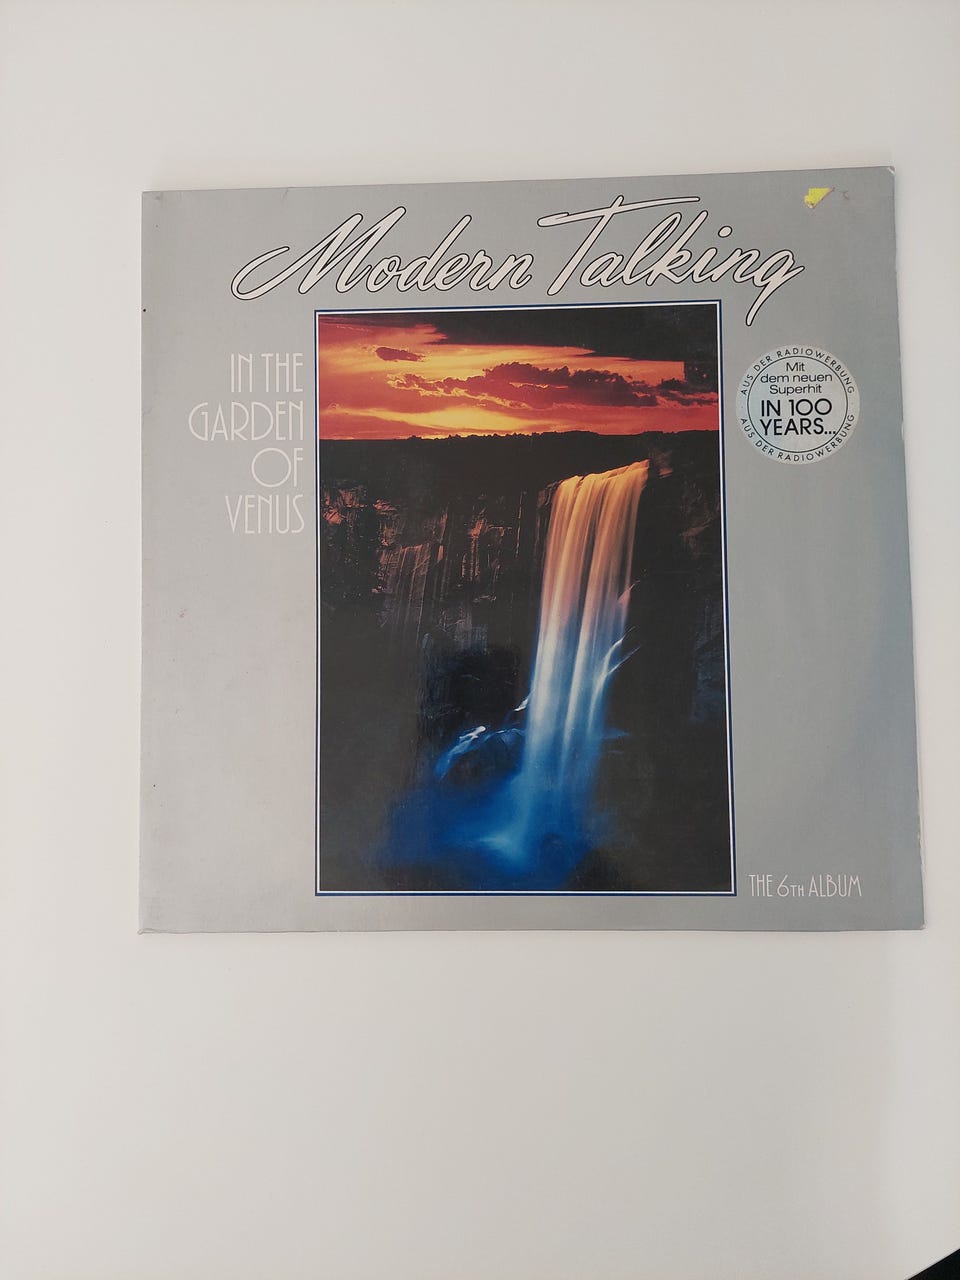 Modern Talking
IN THE
GARDEN
OF
VENUS
AUS DER RADIOWERBUNG
Mit
dem neuen
Superhit
IN 100
YEARS...
AUS DER RADIOWERBUNG
THE 6TH ALBUM